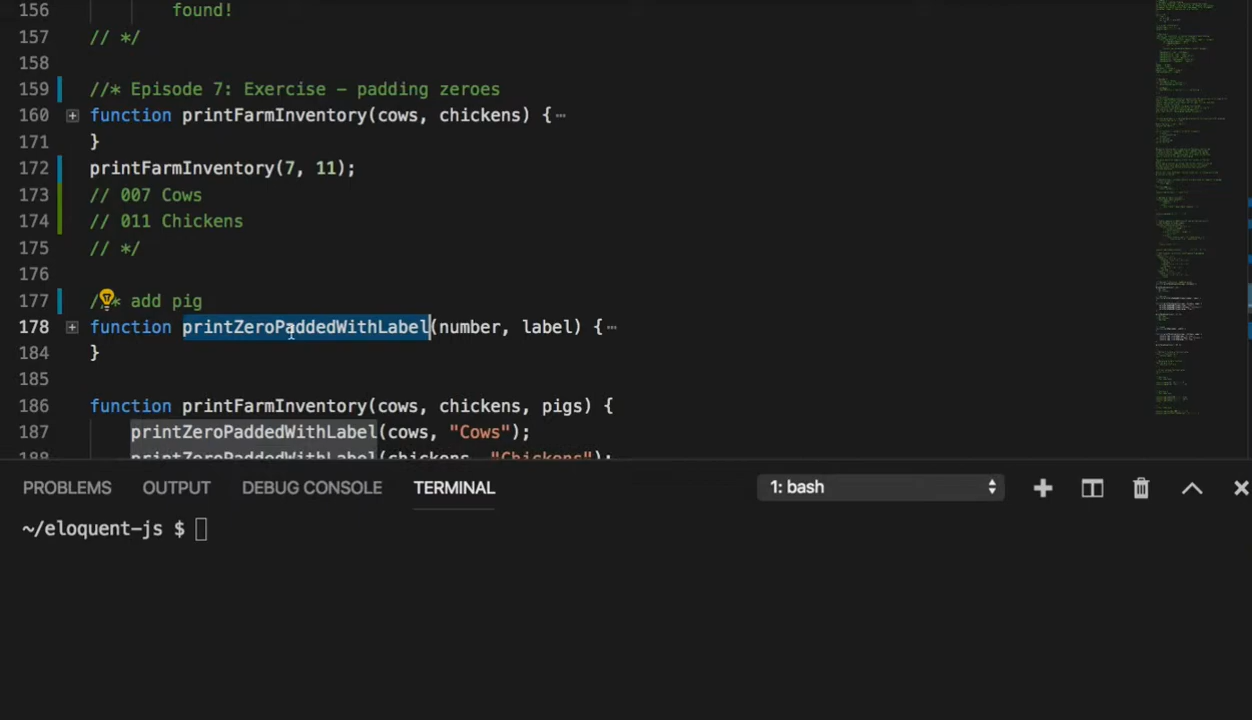 156 found!
157 // */
158
159 //* Episode 7: Exercise – padding zeroes
160 function printFarmInventory(cows, chickens) {⋯
171 }
172 printFarmInventory(7, 11);
173 // 007 Cows
174 // 011 Chickens
175 // */
176
177 /* add pig
178 function printZeroPaddedWithLabel(number, label) {⋯
184 }
185
186 function printFarmInventory(cows, chickens, pigs) {
187 printZeroPaddedWithLabel(cows, "Cows");
188 printZeroPaddedWithLabel(chickens, "Chickens");
PROBLEMS OUTPUT DEBUG CONSOLE TERMINAL 1: bash
~/eloquent-js $